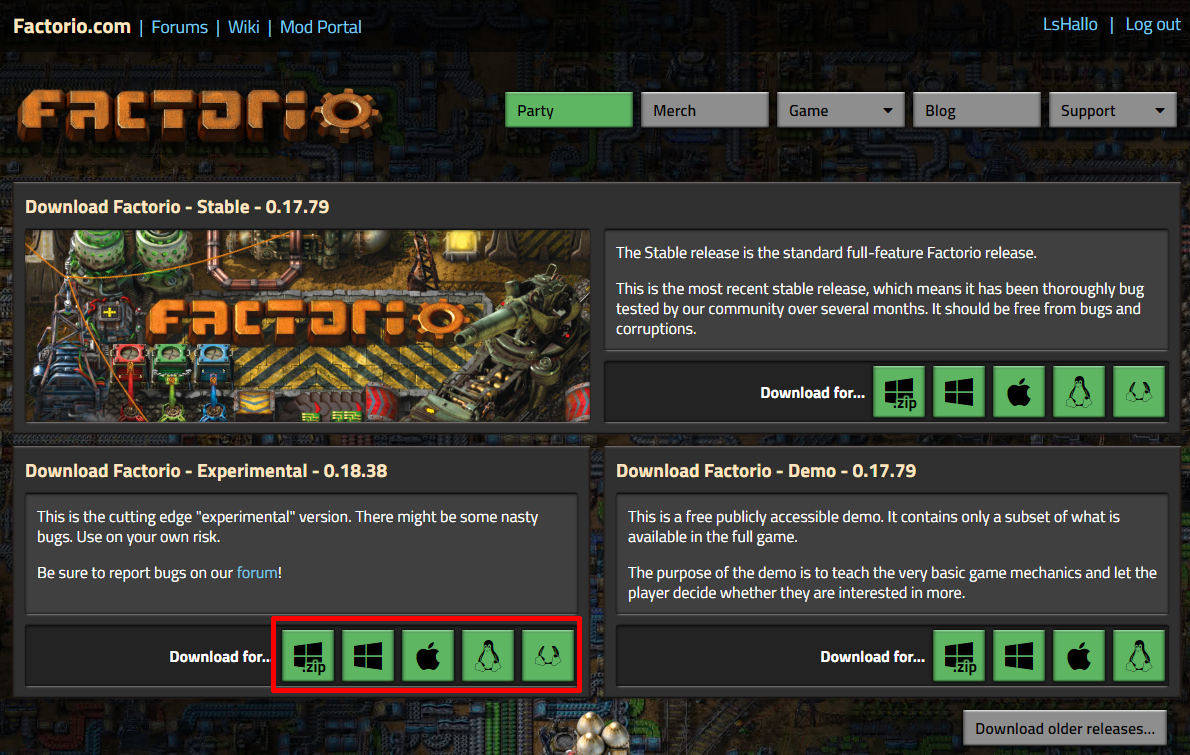 Factorio.com | Forums | Wiki | Mod Portal
LsHallo | Log out
FACTORIO
Party
Merch
Game
Blog
Support
Download Factorio - Stable - 0.17.79
FACTORIO
The Stable release is the standard full-feature Factorio release.
This is the most recent stable release, which means it has been thoroughly bug
tested by our community over several months. It should be free from bugs and
corruptions.
Download for...
.zip
Download Factorio - Experimental - 0.18.38
This is the cutting edge "experimental" version. There might be some nasty
bugs. Use on your own risk.
Be sure to report bugs on our forum!
Download for...
.zip
Download Factorio - Demo - 0.17.79
This is a free publicly accessible demo. It contains only a subset of what is
available in the full game.
The purpose of the demo is to teach the very basic game mechanics and let the
player decide whether they are interested in more.
Download for...
.zip
Download older releases...